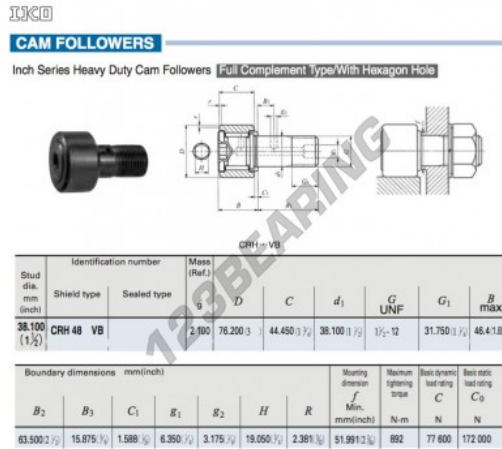 IKO
CAM FOLLOWERS
Inch Series Heavy Duty Cam Followers Full Complement Type/With Hexagon Hole
CRH···VB
Stud dia. mm (inch) Identification number Mass (Ref.) g
Shield type Sealed type D C d1 G UNF G1 B max
38.100 (1½) CRH 48 VB 2 100 76.200 44.450 38.100 1½-12 31.750 46.4
Boundary dimensions mm(inch) Mounting dimension f Min. mm(inch) Maximum tightening torque N-m Basic dynamic load rating C N Basic static load rating C0 N
B2 B3 C1 g1 g2 H R
63.500 15.875 1.588 6.350 3.175 19.050 2.381 51.991 892 77 600 172 000
123BEARING